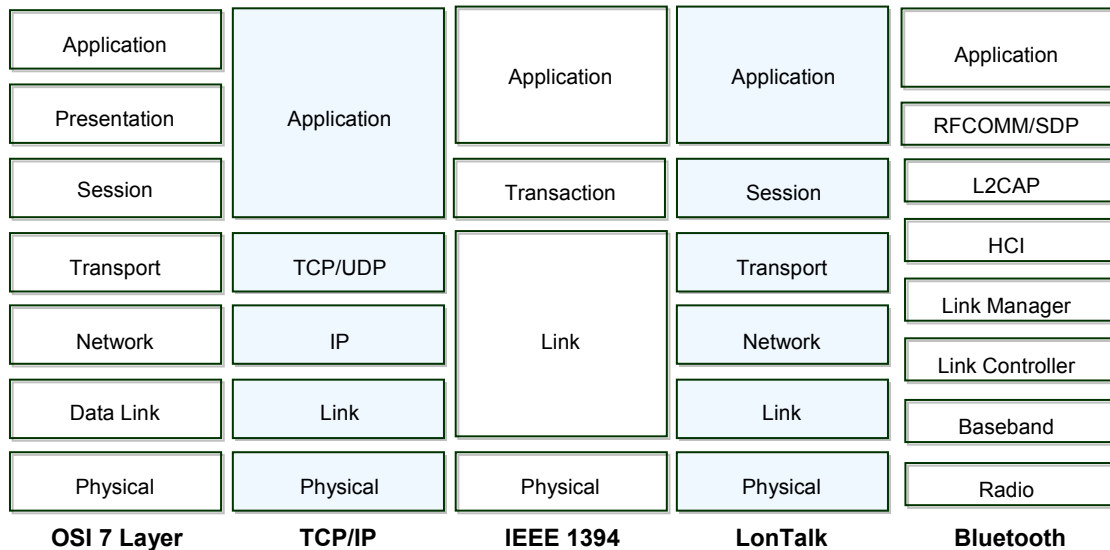 Application
Presentation
Session
Transport
Network
Data Link
Physical
OSI 7 Layer
Application
TCP/UDP
IP
Link
Physical
TCP/IP
Application
Transaction
Link
Physical
IEEE 1394
Application
Session
Transport
Network
Link
Physical
LonTalk
Application
RFCOMM/SDP
L2CAP
HCI
Link Manager
Link Controller
Baseband
Radio
Bluetooth